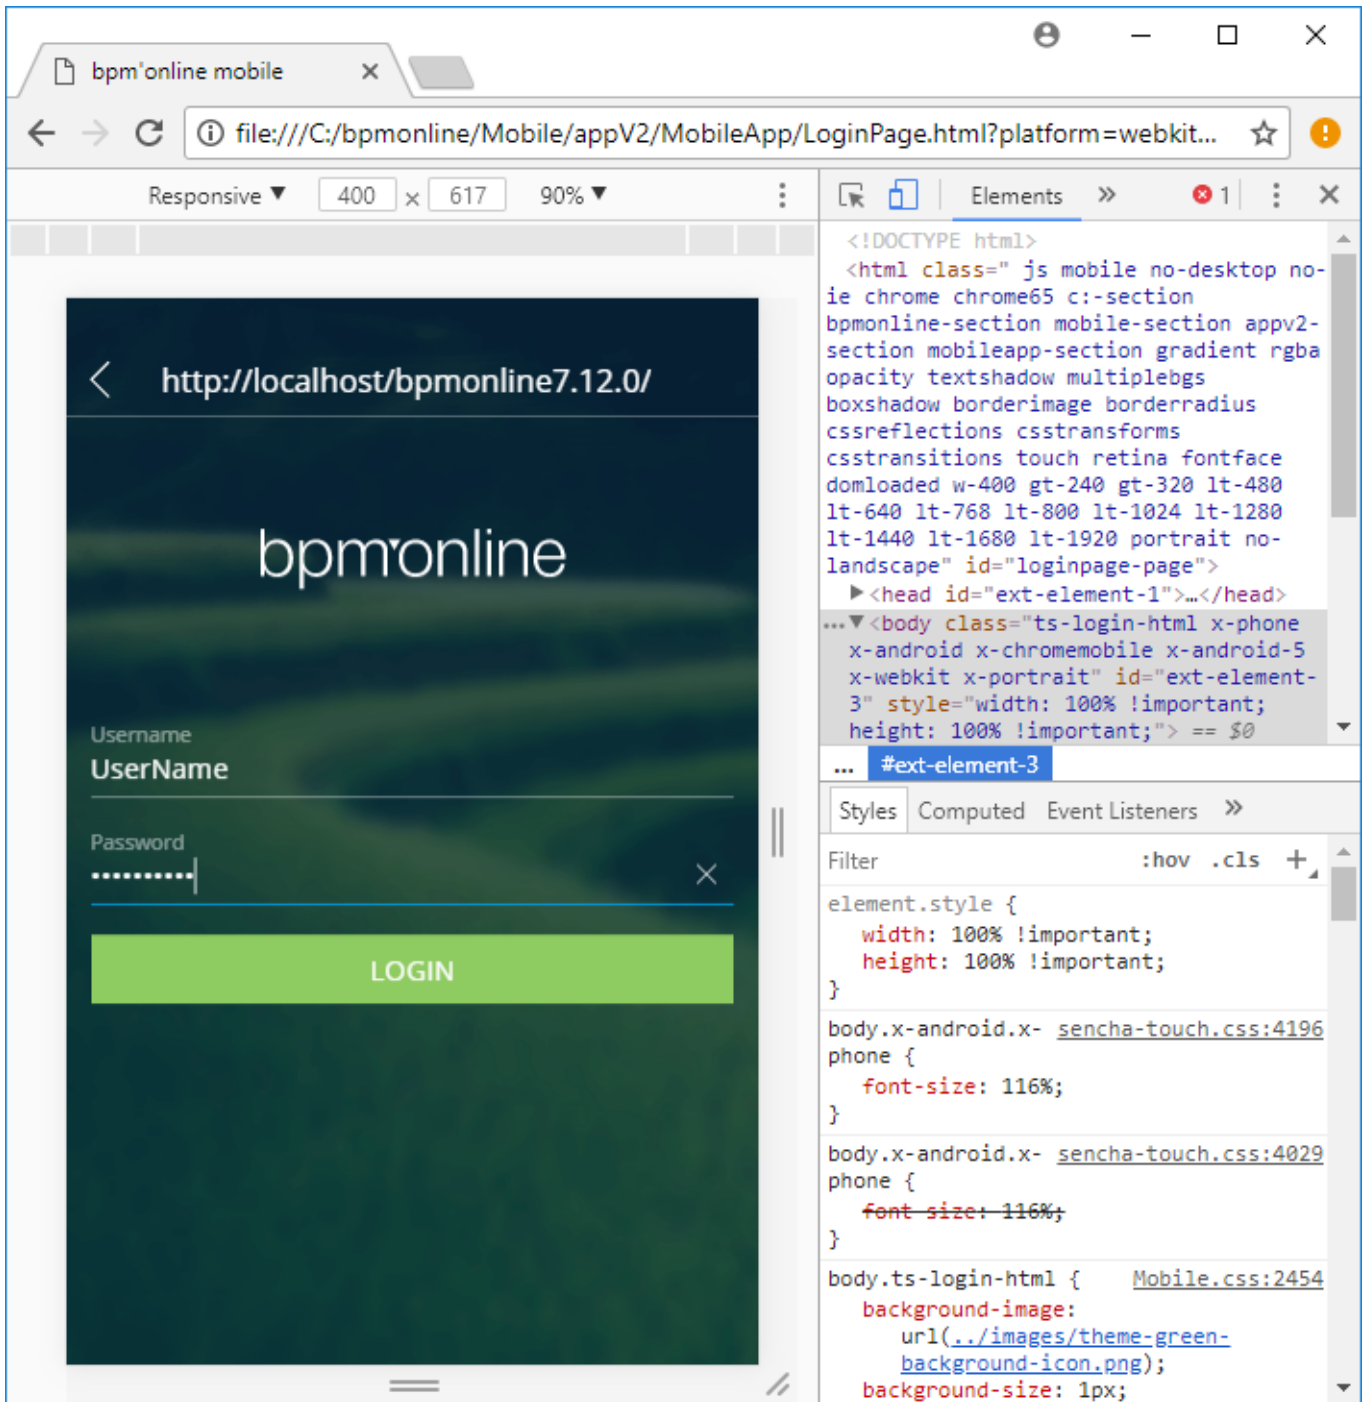 bpm'online mobile
file:///C:/bpmonline/Mobile/appV2/MobileApp/LoginPage.html?platform=webkit...
Responsive ▼ 400 × 617 90% ▼
http://localhost/bpmonline7.12.0/
bpm'online
Username
UserName
Password
••••••••••
LOGIN
Elements » 1
<!DOCTYPE html>
<html class=" js mobile no-desktop no-
ie chrome chrome65 c:-section
bpmonline-section mobile-section appv2-
section mobileapp-section gradient rgba
opacity textshadow multiplebgs
boxshadow borderimage borderradius
cssreflections csstransforms
csstransitions touch retina fontface
domloaded w-400 gt-240 gt-320 lt-480
lt-640 lt-768 lt-800 lt-1024 lt-1280
lt-1440 lt-1680 lt-1920 portrait no-
landscape" id="loginpage-page">
▶<head id="ext-element-1">…</head>
…▼<body class="ts-login-html x-phone
x-android x-chromemobile x-android-5
x-webkit x-portrait" id="ext-element-
3" style="width: 100% !important;
height: 100% !important;"> == $0
... #ext-element-3
Styles Computed Event Listeners »
Filter :hov .cls +
element.style {
width: 100% !important;
height: 100% !important;
}
body.x-android.x- sencha-touch.css:4196
phone {
font-size: 116%;
}
body.x-android.x- sencha-touch.css:4029
phone {
font-size: 116%;
}
body.ts-login-html { Mobile.css:2454
background-image:
url(../images/theme-green-
background-icon.png);
background-size: 1px;